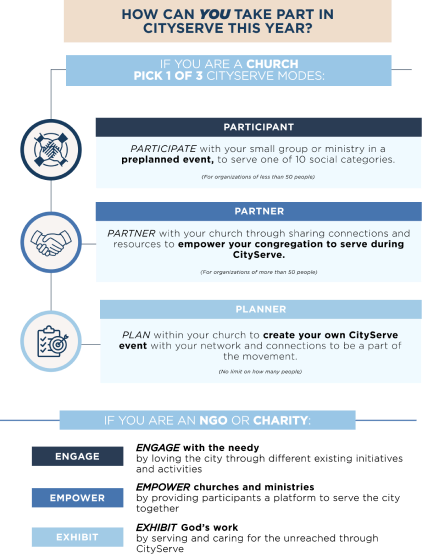 HOW CAN YOU TAKE PART IN
CITYSERVE THIS YEAR?
IF YOU ARE A CHURCH
PICK 1 OF 3 CITYSERVE MODES:
PARTICIPANT
PARTICIPATE with your small group or ministry in a
preplanned event, to serve one of 10 social categories.
(For organizations of less than 50 people)
PARTNER
PARTNER with your church through sharing connections and
resources to empower your congregation to serve during
CityServe.
(For organizations of more than 50 people)
PLANNER
PLAN within your church to create your own CityServe
event with your network and connections to be a part of
the movement.
(No limit on how many people)
IF YOU ARE AN NGO OR CHARITY:
ENGAGE
ENGAGE with the needy
by loving the city through different existing initiatives
and activities
EMPOWER
EMPOWER churches and ministries
by providing participants a platform to serve the city
together
EXHIBIT
EXHIBIT God's work
by serving and caring for the unreached through
CityServe